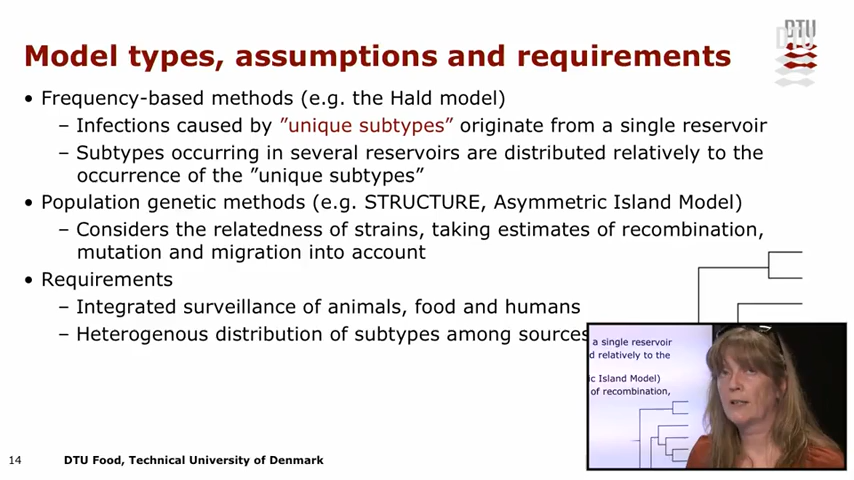 DTU
Model types, assumptions and requirements
• Frequency-based methods (e.g. the Hald model)
– Infections caused by ”unique subtypes” originate from a single reservoir
– Subtypes occurring in several reservoirs are distributed relatively to the
occurrence of the ”unique subtypes”
• Population genetic methods (e.g. STRUCTURE, Asymmetric Island Model)
– Considers the relatedness of strains, taking estimates of recombination,
mutation and migration into account
• Requirements
– Integrated surveillance of animals, food and humans
– Heterogenous distribution of subtypes among sources
a single reservoir
d relatively to the
ic Island Model)
of recombination,
14 DTU Food, Technical University of Denmark